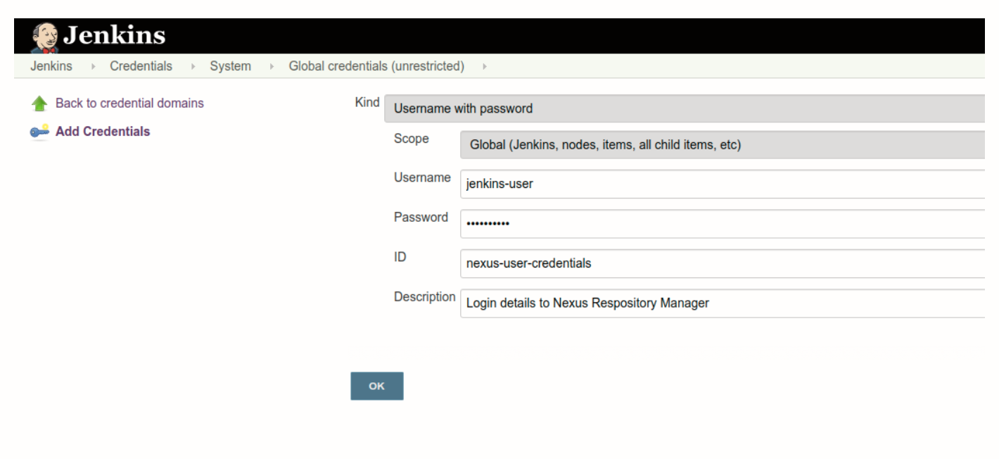 Jenkins
Jenkins Credentials System Global credentials (unrestricted)
Back to credential domains
Add Credentials
Kind Username with password
Scope Global (Jenkins, nodes, items, all child items, etc)
Username jenkins-user
Password ••••••••••
ID nexus-user-credentials
Description Login details to Nexus Respository Manager
OK